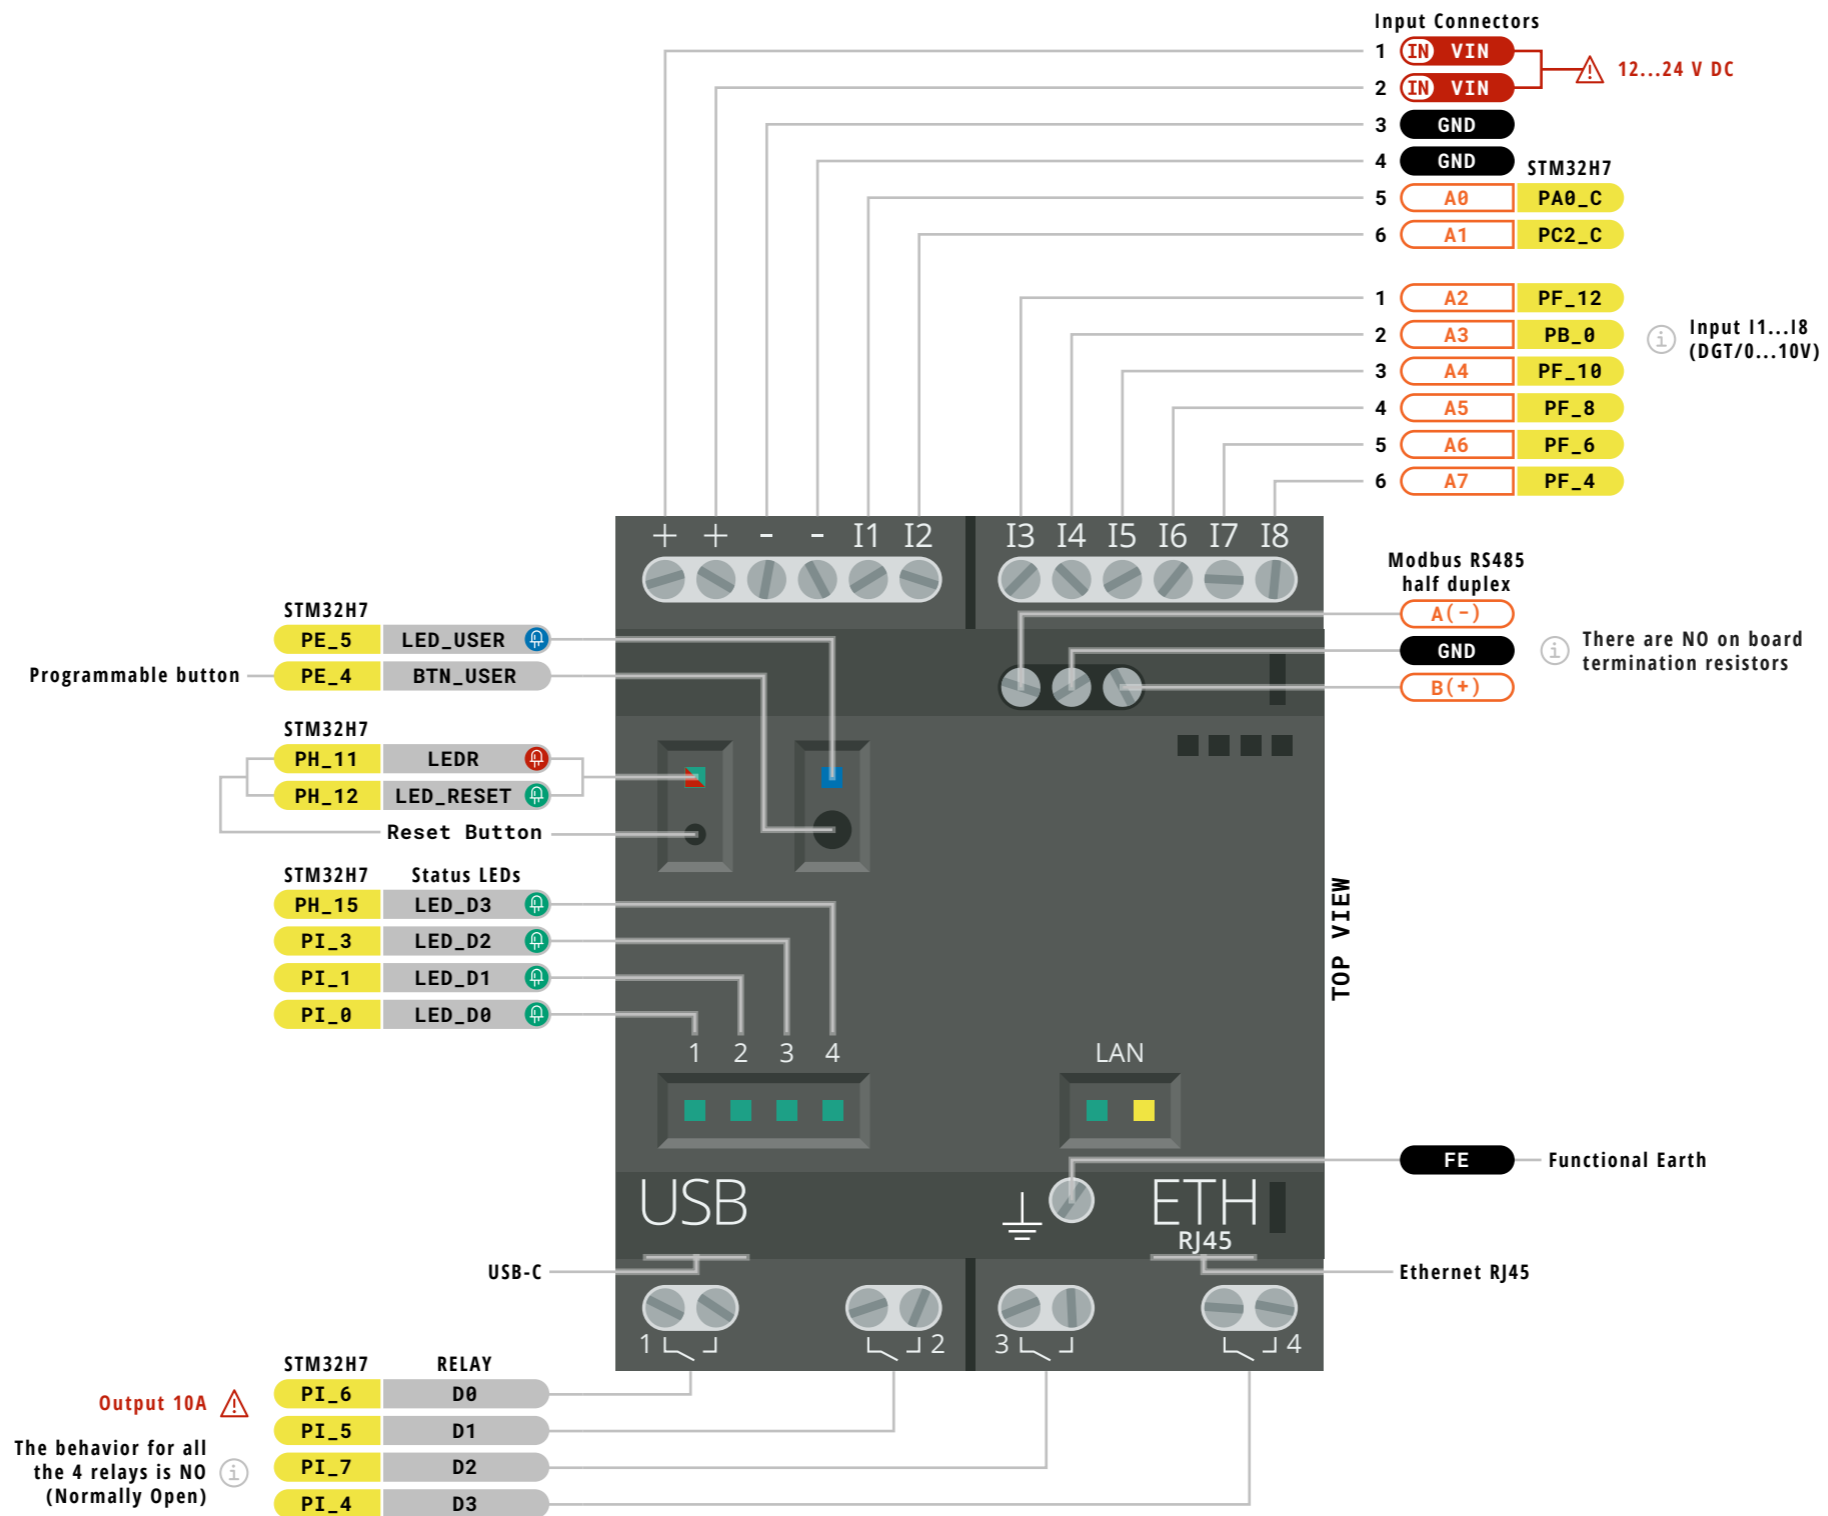 Input Connectors
1 IN VIN
2 IN VIN
12...24 V DC
3 GND
4 GND
STM32H7
5 A0 PA0_C
6 A1 PC2_C
1 A2 PF_12
2 A3 PB_0
3 A4 PF_10
4 A5 PF_8
5 A6 PF_6
6 A7 PF_4
Input I1...I8
(DGT/0...10V)
+ + - - I1 I2 I3 I4 I5 I6 I7 I8
Modbus RS485
half duplex
A(-)
GND
B(+)
There are NO on board
termination resistors
STM32H7
PE_5 LED_USER
Programmable button PE_4 BTN_USER
STM32H7
PH_11 LEDR
PH_12 LED_RESET
Reset Button
STM32H7 Status LEDs
PH_15 LED_D3
PI_3 LED_D2
PI_1 LED_D1
PI_0 LED_D0
TOP VIEW
1 2 3 4
LAN
FE Functional Earth
USB
ETH
RJ45
USB-C
Ethernet RJ45
1 2 3 4
STM32H7 RELAY
Output 10A
PI_6 D0
PI_5 D1
PI_7 D2
PI_4 D3
The behavior for all
the 4 relays is NO
(Normally Open)